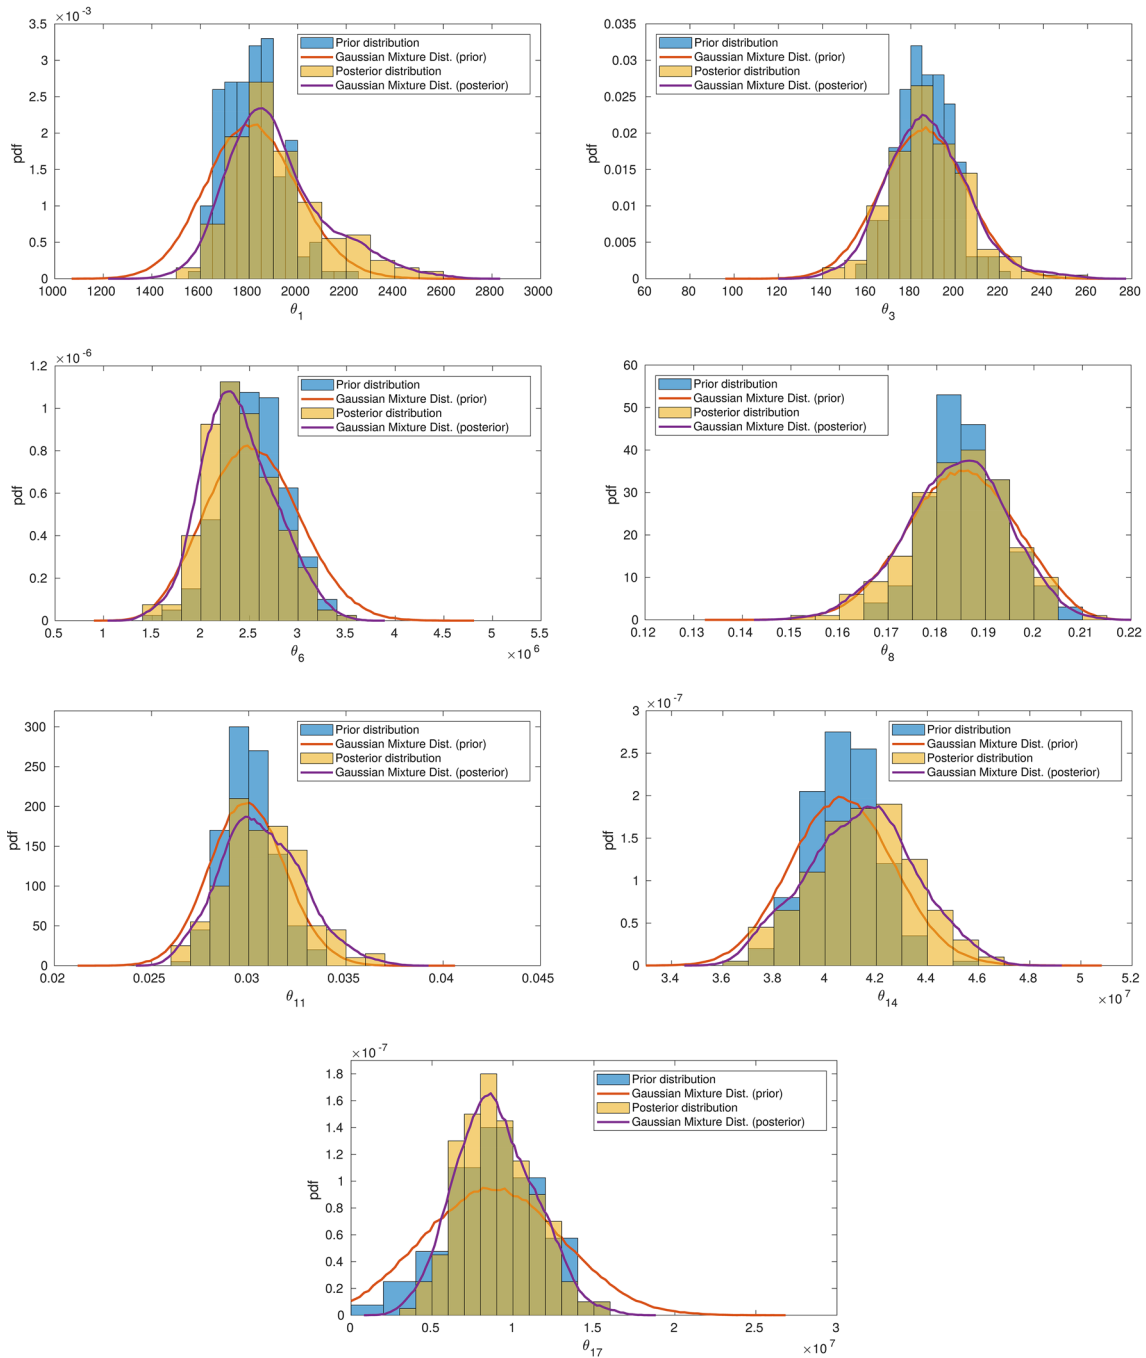 ×10 -3
3.5
3
2.5
2
1.5
1
0.5
0
pdf
1000 1200 1400 1600 1800 2000 2200 2400 2600 2800 3000
θ1
Prior distribution
Gaussian Mixture Dist. (prior)
Posterior distribution
Gaussian Mixture Dist. (posterior)
0.035
0.03
0.025
0.02
0.015
0.01
0.005
0
pdf
60 80 100 120 140 160 180 200 220 240 260 280
θ3
Prior distribution
Gaussian Mixture Dist. (prior)
Posterior distribution
Gaussian Mixture Dist. (posterior)
×10 -6
1.2
1
0.8
0.6
0.4
0.2
0
pdf
0.5 1 1.5 2 2.5 3 3.5 4 4.5 5 5.5
θ6
×10 6
Prior distribution
Gaussian Mixture Dist. (prior)
Posterior distribution
Gaussian Mixture Dist. (posterior)
60
50
40
30
20
10
0
pdf
0.12 0.13 0.14 0.15 0.16 0.17 0.18 0.19 0.2 0.21 0.22
θ8
Prior distribution
Gaussian Mixture Dist. (prior)
Posterior distribution
Gaussian Mixture Dist. (posterior)
300
250
200
150
100
50
0
pdf
0.02 0.025 0.03 0.035 0.04 0.045
θ11
Prior distribution
Gaussian Mixture Dist. (prior)
Posterior distribution
Gaussian Mixture Dist. (posterior)
×10 -7
3
2.5
2
1.5
1
0.5
0
pdf
3.4 3.6 3.8 4 4.2 4.4 4.6 4.8 5 5.2
θ14
×10 7
Prior distribution
Gaussian Mixture Dist. (prior)
Posterior distribution
Gaussian Mixture Dist. (posterior)
×10 -7
1.8
1.6
1.4
1.2
1
0.8
0.6
0.4
0.2
0
pdf
0 0.5 1 1.5 2 2.5 3
θ17
×10 7
Prior distribution
Gaussian Mixture Dist. (prior)
Posterior distribution
Gaussian Mixture Dist. (posterior)